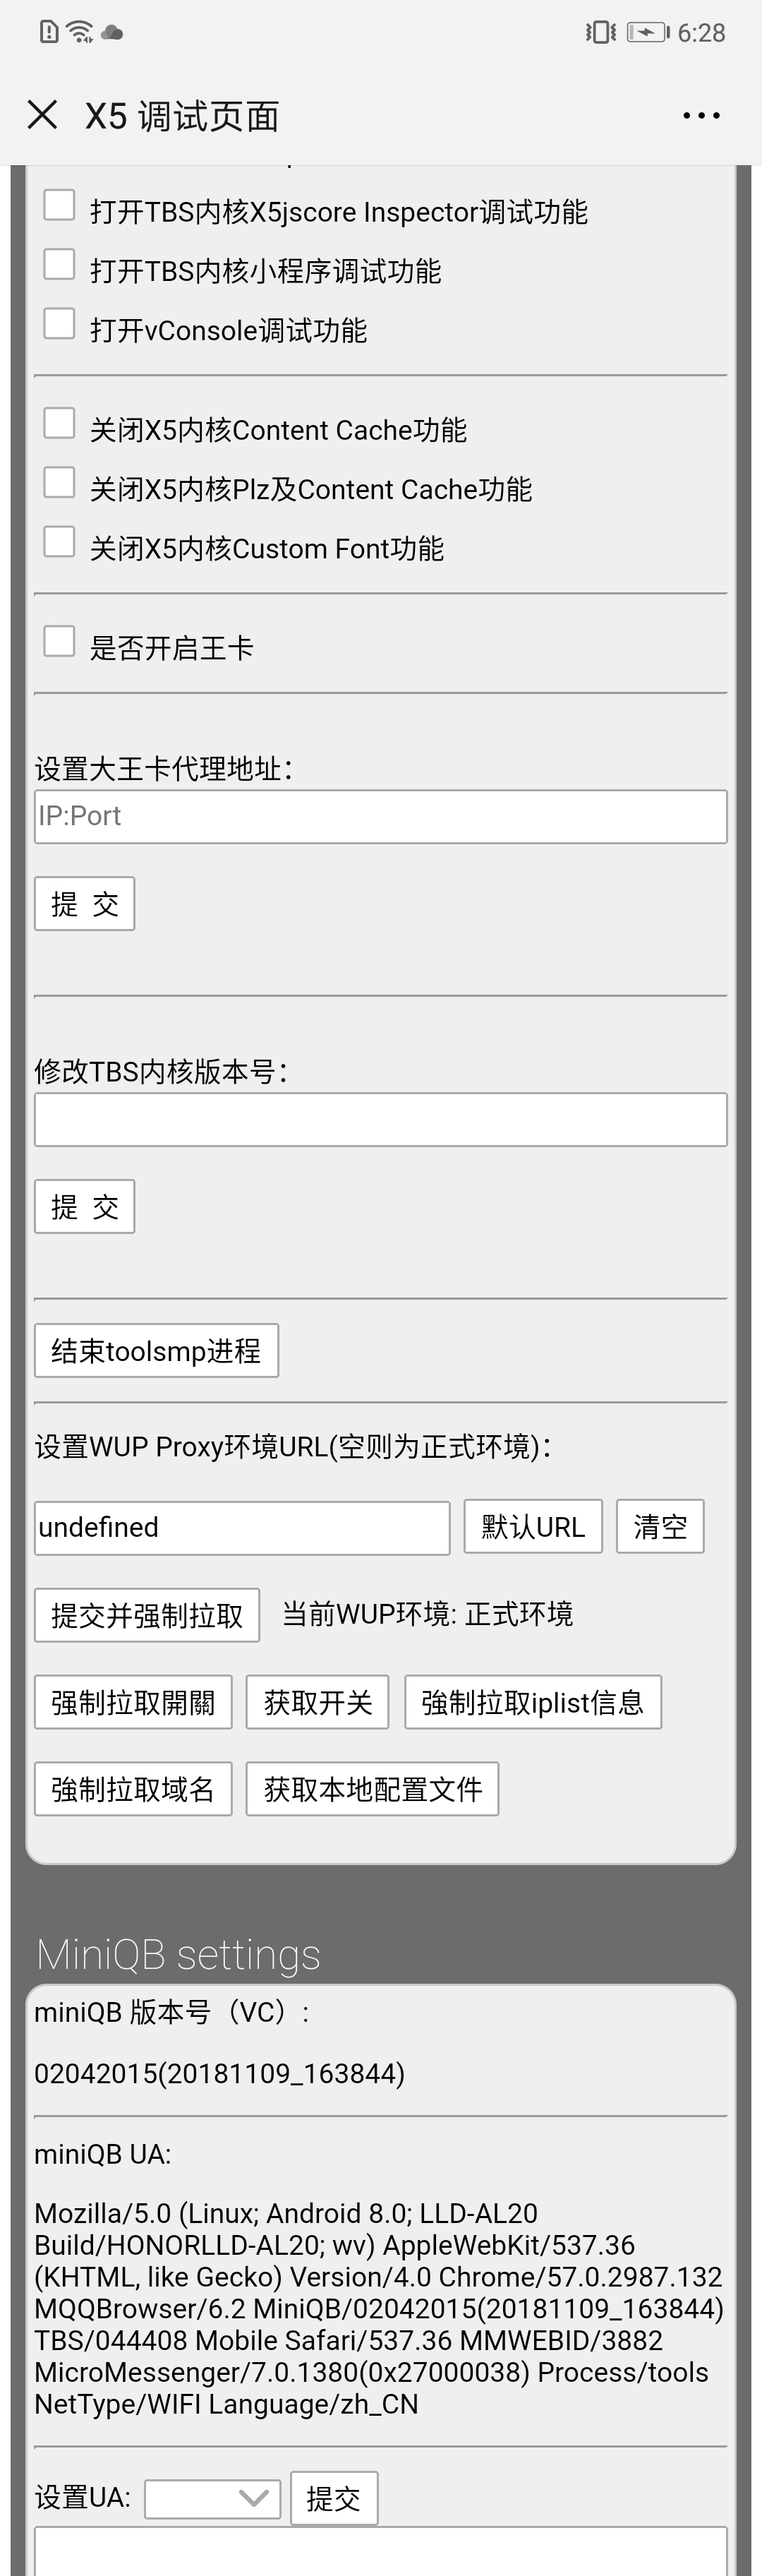 6:28
X5 调试页面
打开TBS内核X5jscore Inspector调试功能
打开TBS内核小程序调试功能
打开vConsole调试功能
关闭X5内核Content Cache功能
关闭X5内核Plz及Content Cache功能
关闭X5内核Custom Font功能
是否开启王卡
设置大王卡代理地址：
IP:Port
提 交
修改TBS内核版本号：
提 交
结束toolsmp进程
设置WUP Proxy环境URL(空则为正式环境)：
undefined 默认URL 清空
提交并强制拉取 当前WUP环境: 正式环境
强制拉取開關 获取开关 強制拉取iplist信息
強制拉取域名 获取本地配置文件
MiniQB settings
miniQB 版本号（VC）:
02042015(20181109_163844)
miniQB UA:
Mozilla/5.0 (Linux; Android 8.0; LLD-AL20
Build/HONORLLD-AL20; wv) AppleWebKit/537.36
(KHTML, like Gecko) Version/4.0 Chrome/57.0.2987.132
MQQBrowser/6.2 MiniQB/02042015(20181109_163844)
TBS/044408 Mobile Safari/537.36 MMWEBID/3882
MicroMessenger/7.0.1380(0x27000038) Process/tools
NetType/WIFI Language/zh_CN
设置UA: 提交